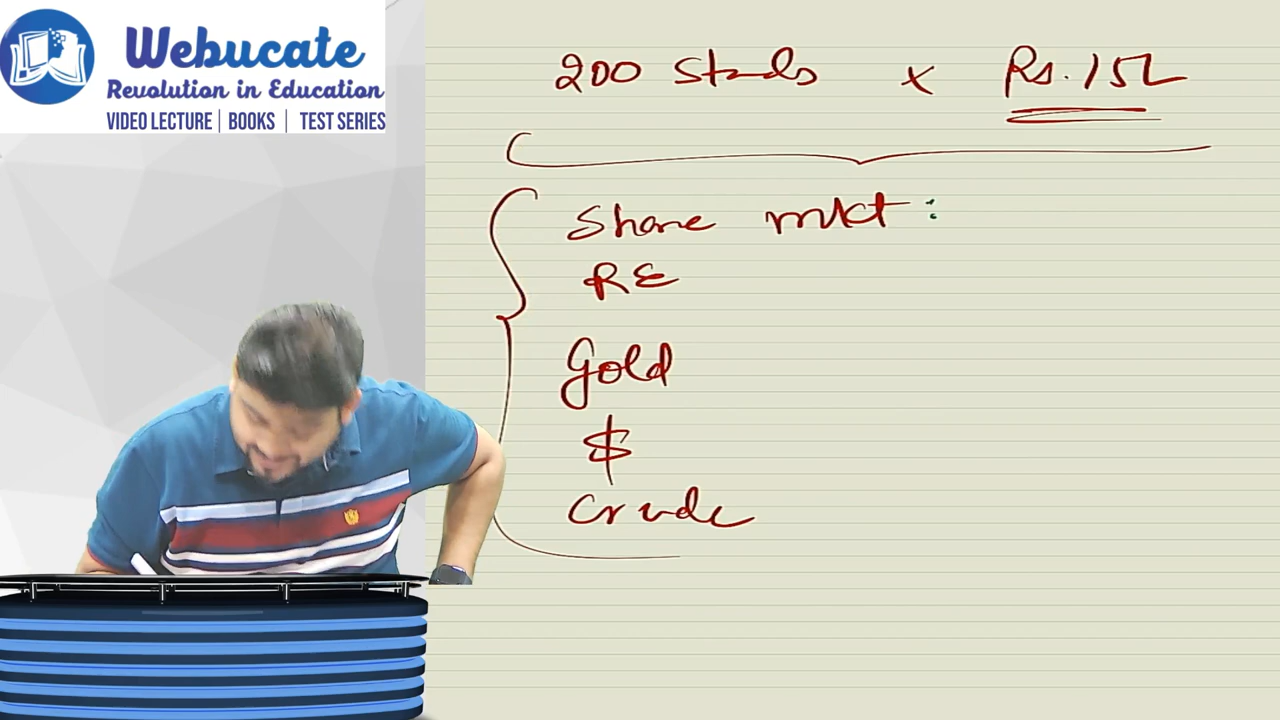 Webucate
Revolution in Education
VIDEO LECTURE | BOOKS | TEST SERIES
200 Studs x Rs. 15L
Share mkt :
RE
Gold
$
Crude